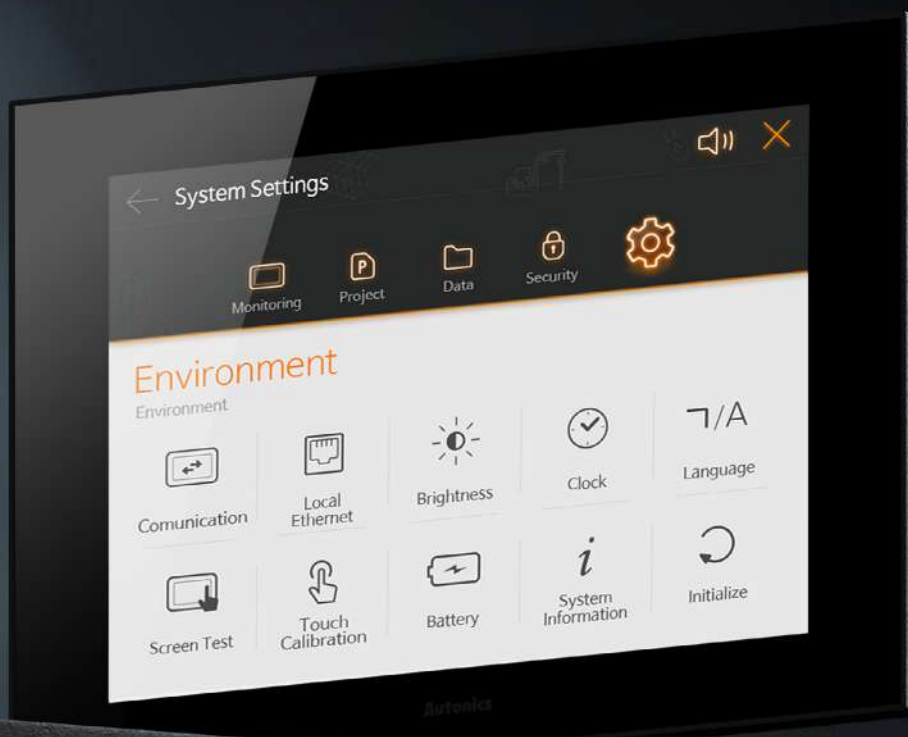 System Settings
Monitoring
P
Project
Data
Security
Environment
Environment
Comunication
Local
Ethernet
Brightness
Clock
ㄱ/A
Language
Screen Test
Touch
Calibration
Battery
i
System
Information
Initialize
Autonics